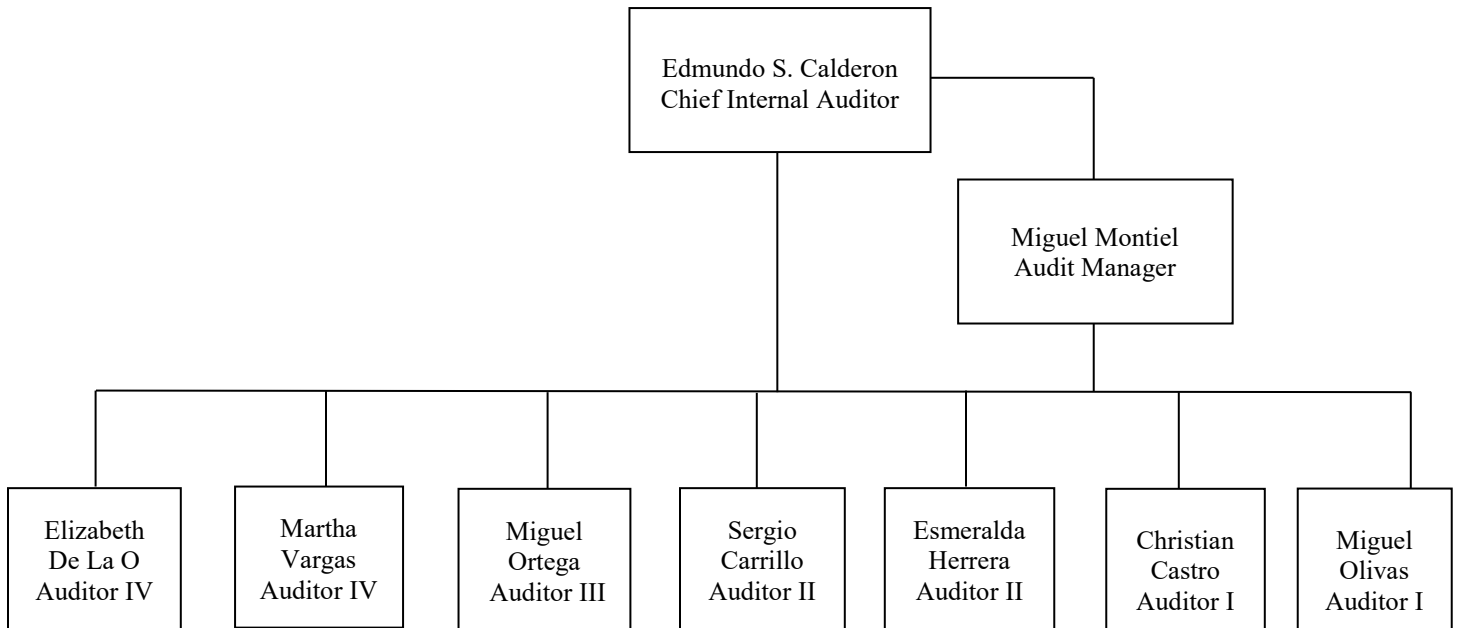 Edmundo S. Calderon
Chief Internal Auditor
Miguel Montiel
Audit Manager
Elizabeth
De La O
Auditor IV
Martha
Vargas
Auditor IV
Miguel
Ortega
Auditor III
Sergio
Carrillo
Auditor II
Esmeralda
Herrera
Auditor II
Christian
Castro
Auditor I
Miguel
Olivas
Auditor I